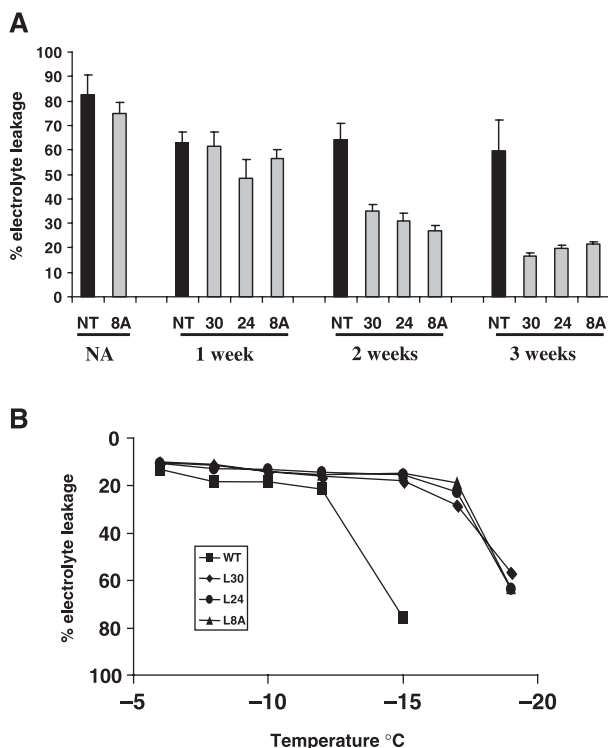 A
100
90
80
70
60
50
40
30
20
10
0
% electrolyte leakage
NT 8A NT 30 24 8A NT 30 24 8A NT 30 24 8A
NA 1 week 2 weeks 3 weeks
B
0
20
40
60
80
100
% electrolyte leakage
WT
L30
L24
L8A
–5 –10 –15 –20
Temperature °C